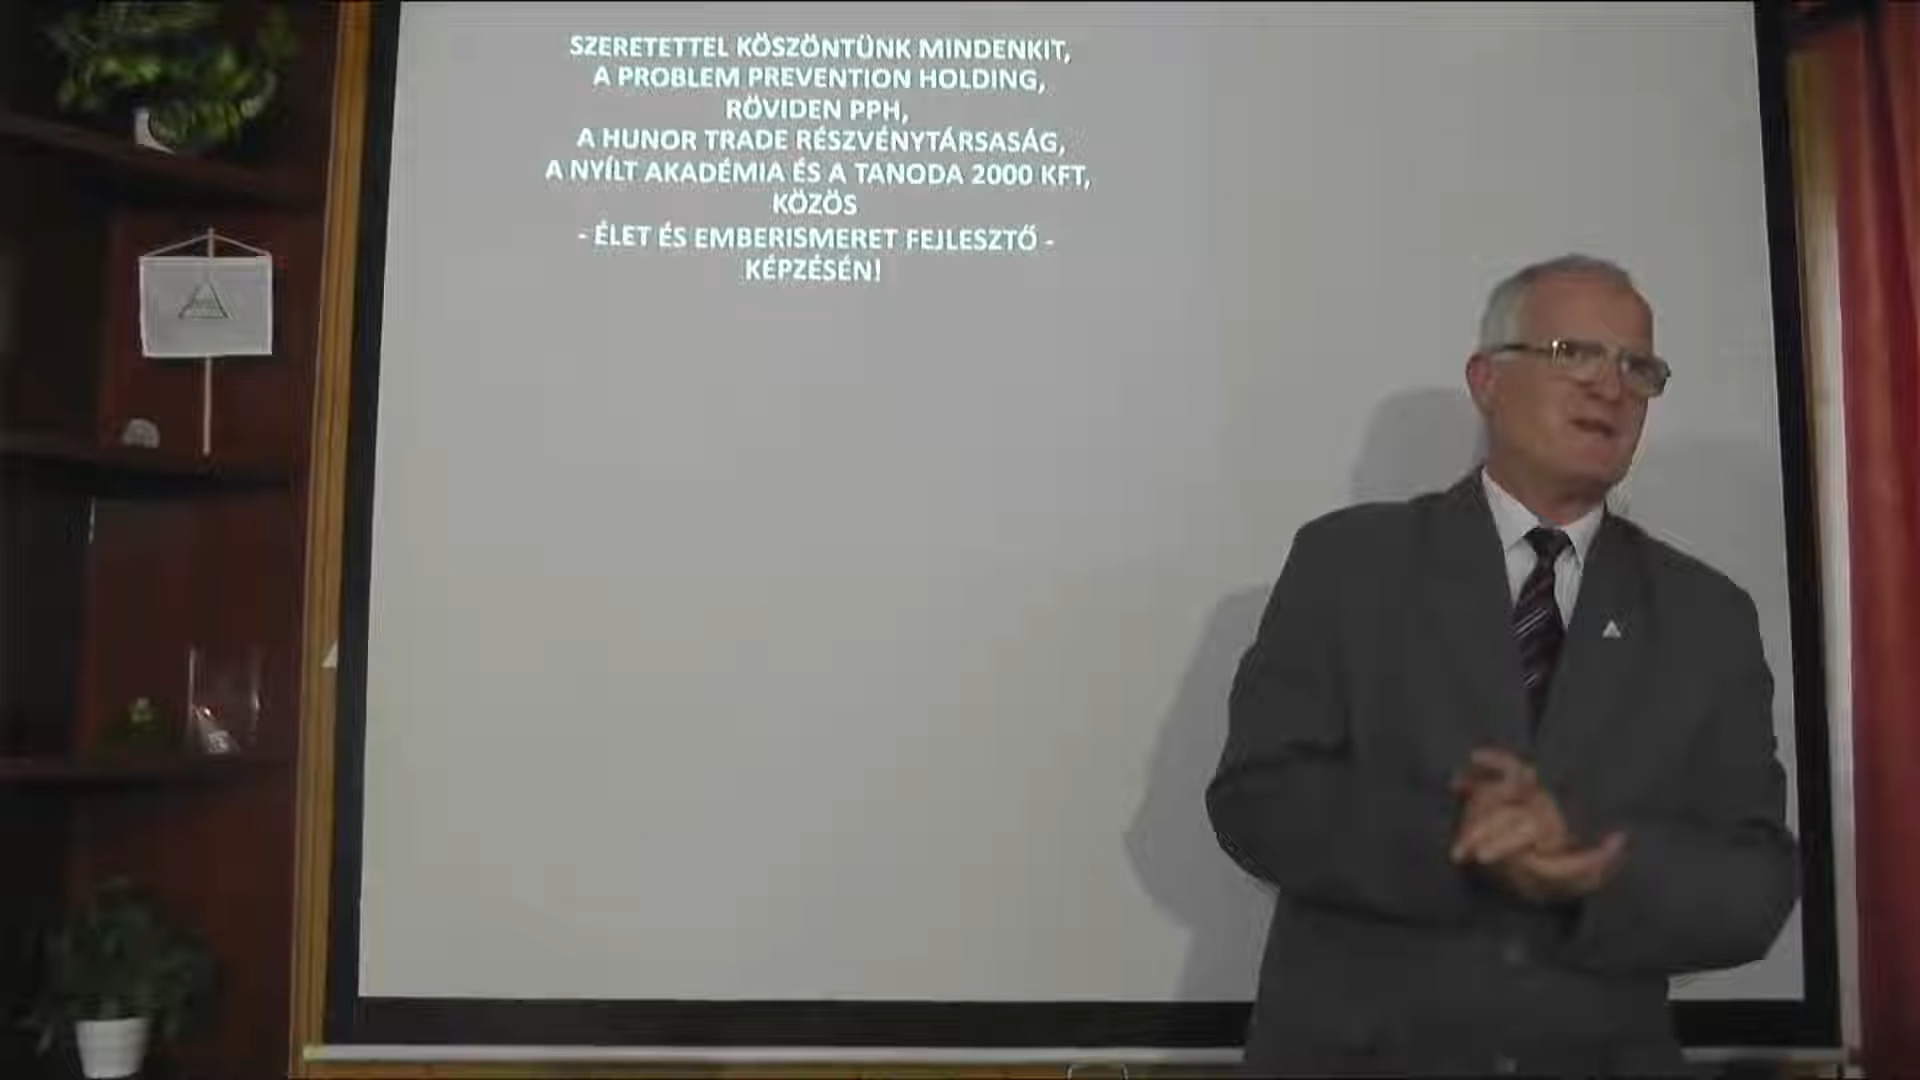 SZERETETTEL KÖSZÖNTÜNK MINDENKIT,
A PROBLEM PREVENTION HOLDING,
RÖVIDEN PPH,
A HUNOR TRADE RÉSZVÉNYTÁRSASÁG,
A NYÍLT AKADÉMIA ÉS A TANODA 2000 KFT,
KÖZÖS
- ÉLET ÉS EMBERISMERET FEJLESZTŐ -
KÉPZÉSÉN!